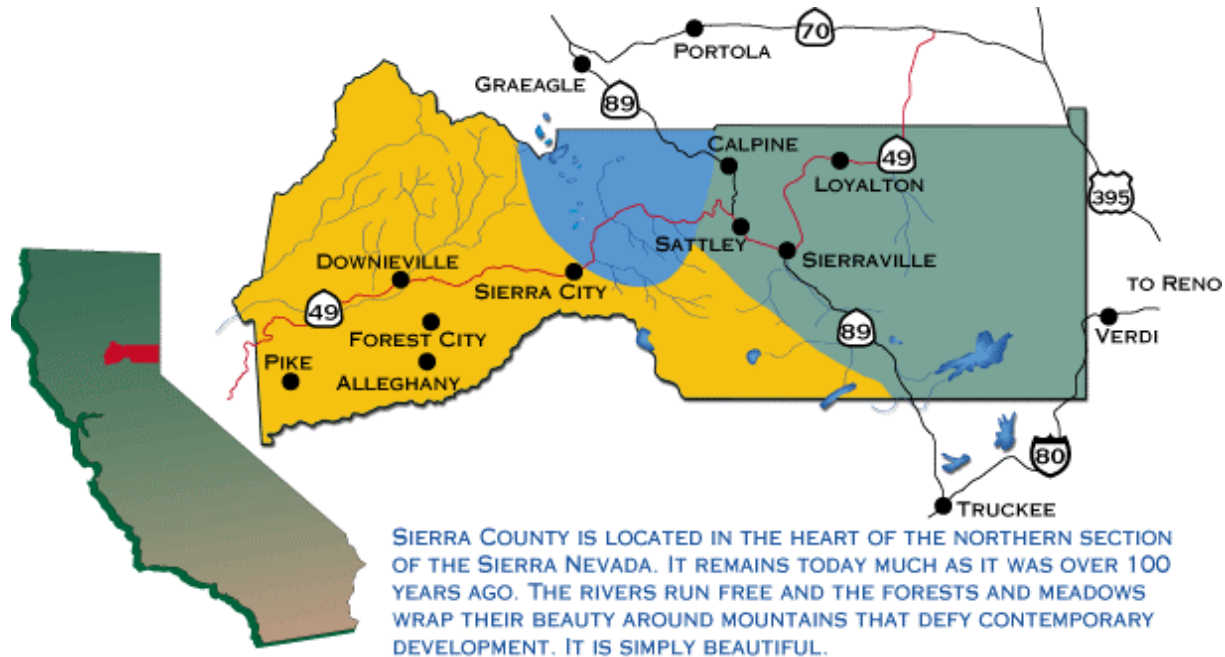 70
PORTOLA
GRAEAGLE
89
CALPINE
49
LOYALTON
395
SATTLEY
SIERRAVILLE
DOWNIEVILLE
SIERRA CITY
TO RENO
49
89
VERDI
FOREST CITY
PIKE
ALLEGHANY
80
TRUCKEE
SIERRA COUNTY IS LOCATED IN THE HEART OF THE NORTHERN SECTION
OF THE SIERRA NEVADA. IT REMAINS TODAY MUCH AS IT WAS OVER 100
YEARS AGO. THE RIVERS RUN FREE AND THE FORESTS AND MEADOWS
WRAP THEIR BEAUTY AROUND MOUNTAINS THAT DEFY CONTEMPORARY
DEVELOPMENT. IT IS SIMPLY BEAUTIFUL.